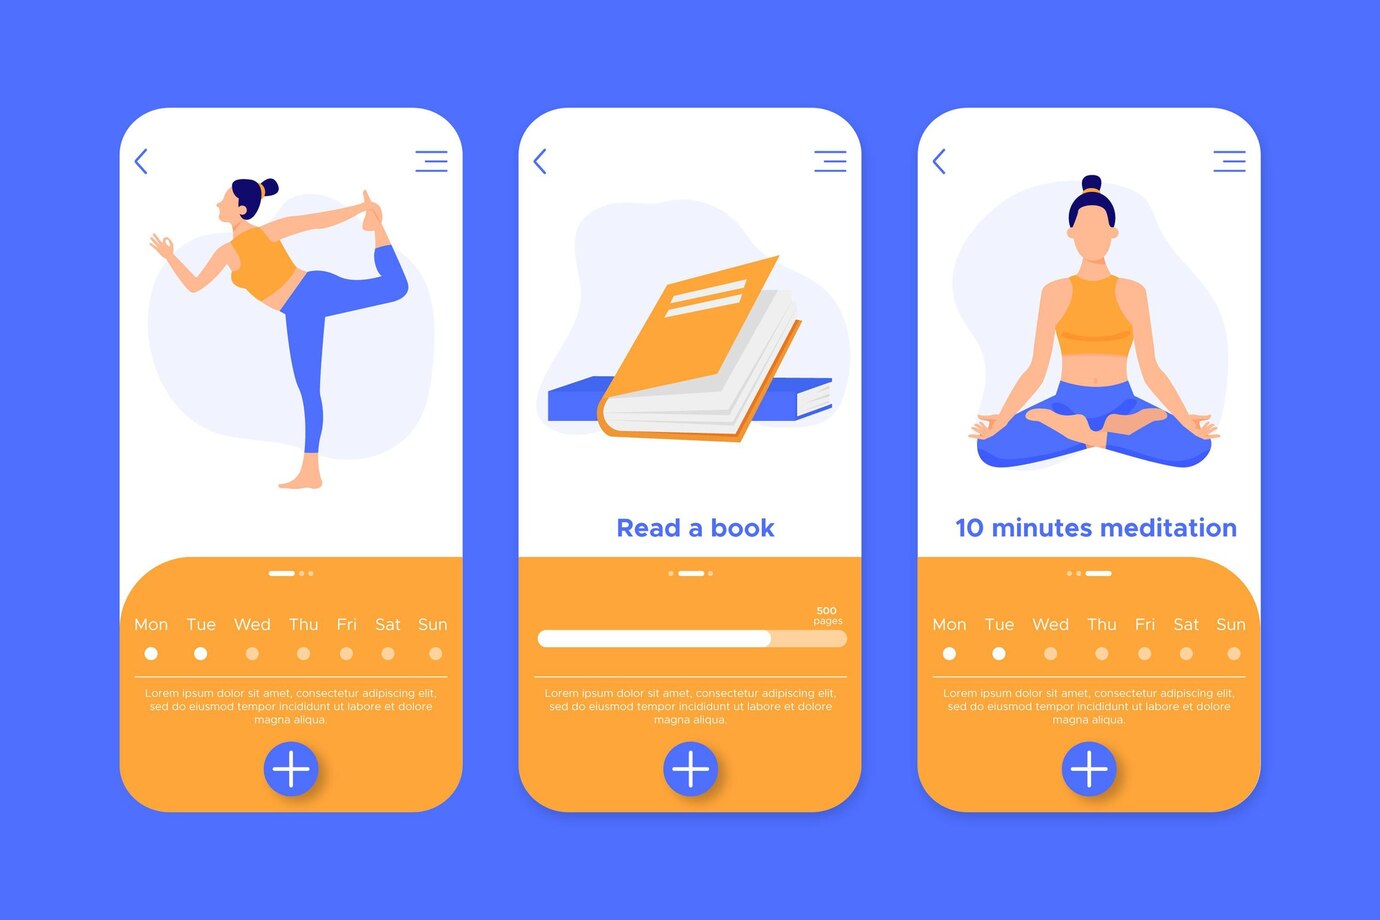 Mon Tue Wed Thu Fri Sat Sun
Lorem ipsum dolor sit amet, consectetur adipiscing elit,
sed do eiusmod tempor incididunt ut labore et dolore
magna aliqua.
Read a book
500
pages
Lorem ipsum dolor sit amet, consectetur adipiscing elit,
sed do eiusmod tempor incididunt ut labore et dolore
magna aliqua.
10 minutes meditation
Mon Tue Wed Thu Fri Sat Sun
Lorem ipsum dolor sit amet, consectetur adipiscing elit,
sed do eiusmod tempor incididunt ut labore et dolore
magna aliqua.